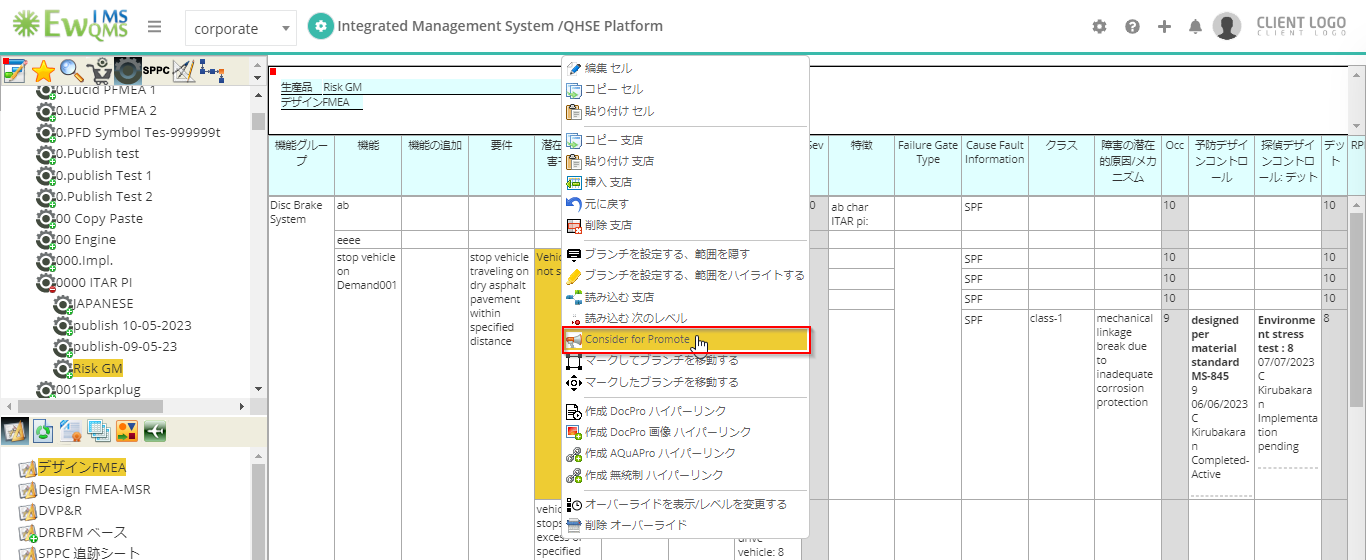 EwQMS IMS
corporate
Integrated Management System /QHSE Platform
CLIENT LOGO
CLIENT LOGO
SPPC
0.Lucid PFMEA 1
0.Lucid PFMEA 2
0.PFD Symbol Tes-999999t
0.Publish test
0.publish Test 1
0.Publish Test 2
00 Copy Paste
00 Engine
000.Impl.
0000 ITAR PI
JAPANESE
publish 10-05-2023
publish-09-05-23
Risk GM
001Sparkplug
デザインFMEA
Design FMEA-MSR
DVP&R
DRBFM ベース
SPPC 追跡シート
生産品 Risk GM
デザインFMEA
機能グループ
機能
機能の追加
要件
潜在
害モ
Sev
特徴
Failure Gate Type
Cause Fault Information
クラス
障害の潜在的原因/メカニズム
Occ
予防デザインコントロール
探偵デザインコントロール: デット
デット
RP
Disc Brake System
ab
0
ab char ITAR pi:
SPF
10
10
eeee
stop vehicle on Demand001
stop vehicle traveling on dry asphalt pavement within specified distance
Vehic
not s
SPF
10
10
SPF
10
10
SPF
10
10
SPF
class-1
mechanical linkage break due to inadequate corrosion protection
9
designed per material standard MS-845
9
06/06/2023
C Kirubakaran
Completed-Active
Environment stress test : 8
07/07/2023
C Kirubakaran
Implementation pending
8
vehic
stops
excess of
specified
drive
vehicle: 8
編集 セル
コピー セル
貼り付け セル
コピー 支店
貼り付け 支店
挿入 支店
元に戻す
削除 支店
ブランチを設定する、範囲を隠す
ブランチを設定する、範囲をハイライトする
読み込む 支店
読み込む 次のレベル
Consider for Promote
マークしてブランチを移動する
マークしたブランチを移動する
作成 DocPro ハイパーリンク
作成 DocPro 画像 ハイパーリンク
作成 AQuAPro ハイパーリンク
作成 無統制 ハイパーリンク
オーバーライドを表示/レベルを変更する
削除 オーバーライド